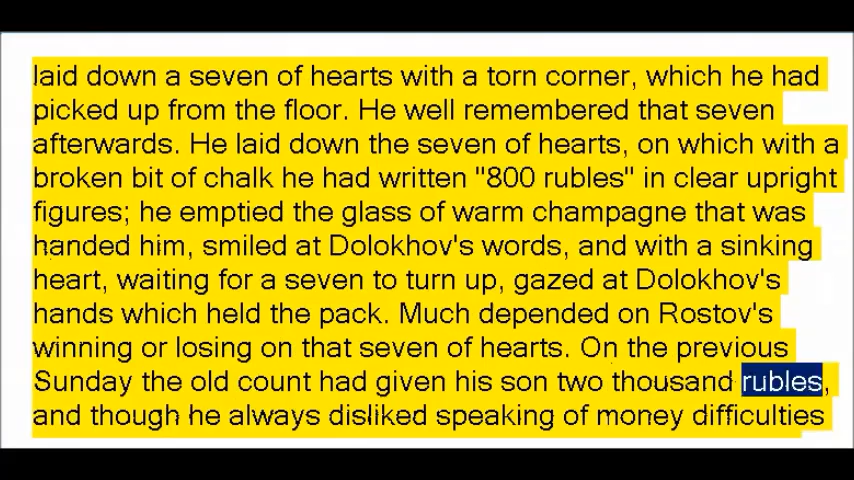 laid down a seven of hearts with a torn corner, which he had
picked up from the floor. He well remembered that seven
afterwards. He laid down the seven of hearts, on which with a
broken bit of chalk he had written "800 rubles" in clear upright
figures; he emptied the glass of warm champagne that was
handed him, smiled at Dolokhov's words, and with a sinking
heart, waiting for a seven to turn up, gazed at Dolokhov's
hands which held the pack. Much depended on Rostov's
winning or losing on that seven of hearts. On the previous
Sunday the old count had given his son two thousand rubles,
and though he always disliked speaking of money difficulties